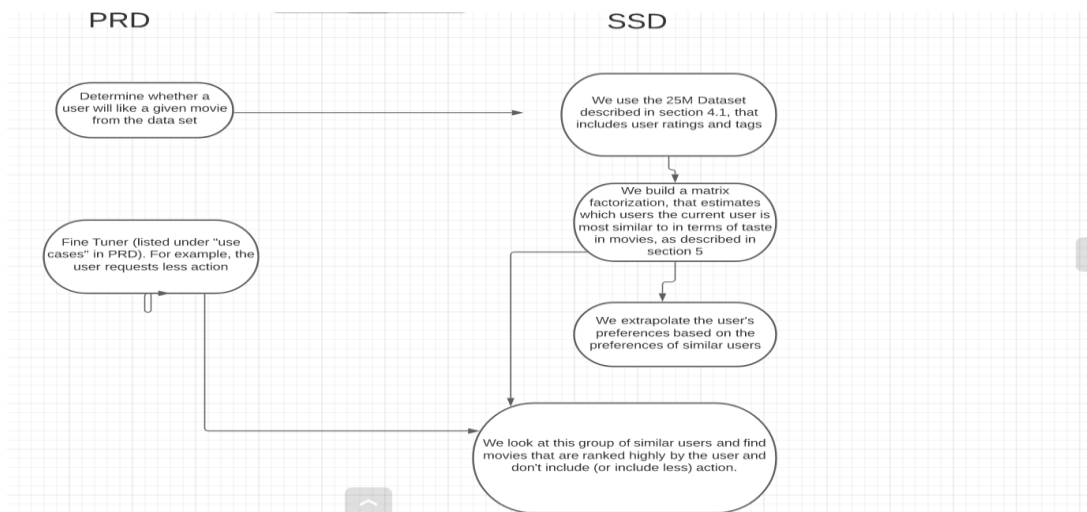 PRD
SSD
Determine whether a
user will like a given movie
from the data set
We use the 25M Dataset
described in section 4.1, that
includes user ratings and tags
We build a matrix
factorization, that estimates
which users the current user is
most similar to in terms of taste
in movies, as described in
section 5
Fine Tuner (listed under "use
cases" in PRD). For example, the
user requests less action
We extrapolate the user's
preferences based on the
preferences of similar users
We look at this group of similar users and find
movies that are ranked highly by the user and
don't include (or include less) action.